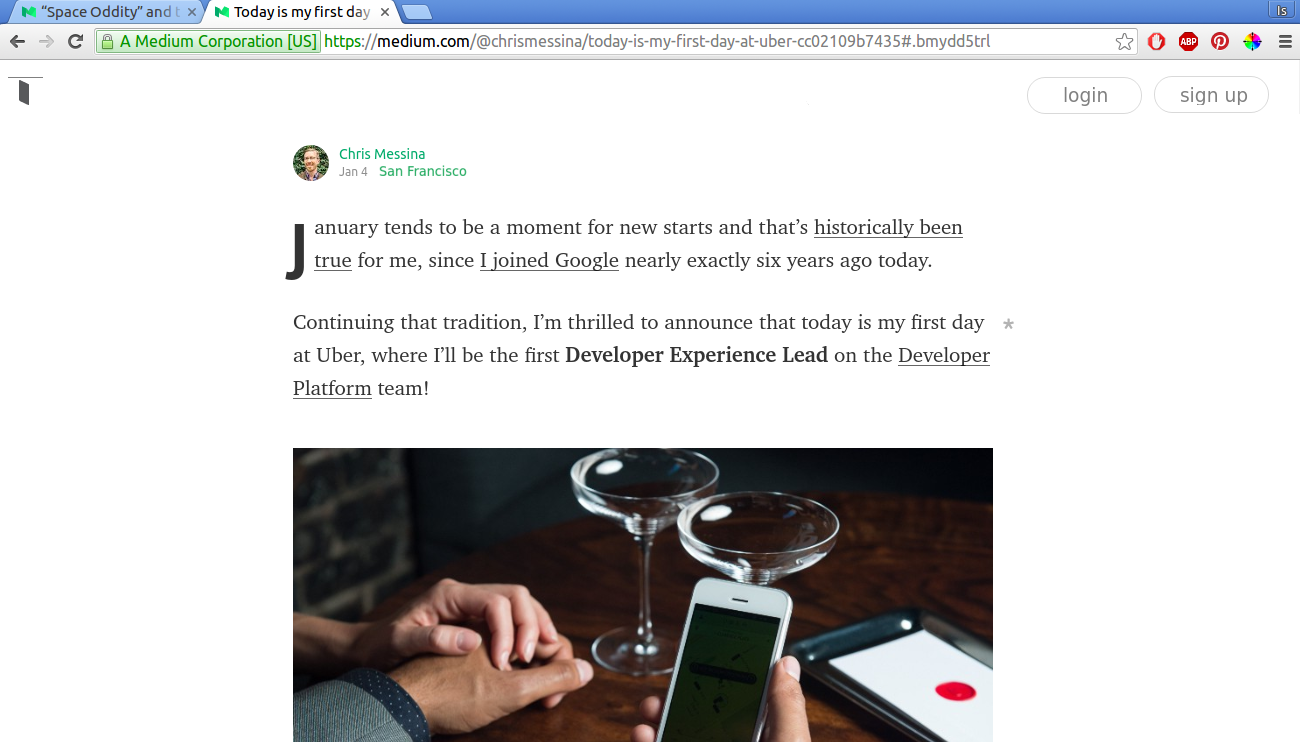 “Space Oddity” and t
Today is my first day
ls
A Medium Corporation [US]
https://medium.com/@chrismessina/today-is-my-first-day-at-uber-cc02109b7435#.bmydd5trl
ABP
login
sign up
Chris Messina
Jan 4 San Francisco
January tends to be a moment for new starts and that’s historically been
true for me, since I joined Google nearly exactly six years ago today.
Continuing that tradition, I’m thrilled to announce that today is my first day *
at Uber, where I’ll be the first Developer Experience Lead on the Developer
Platform team!